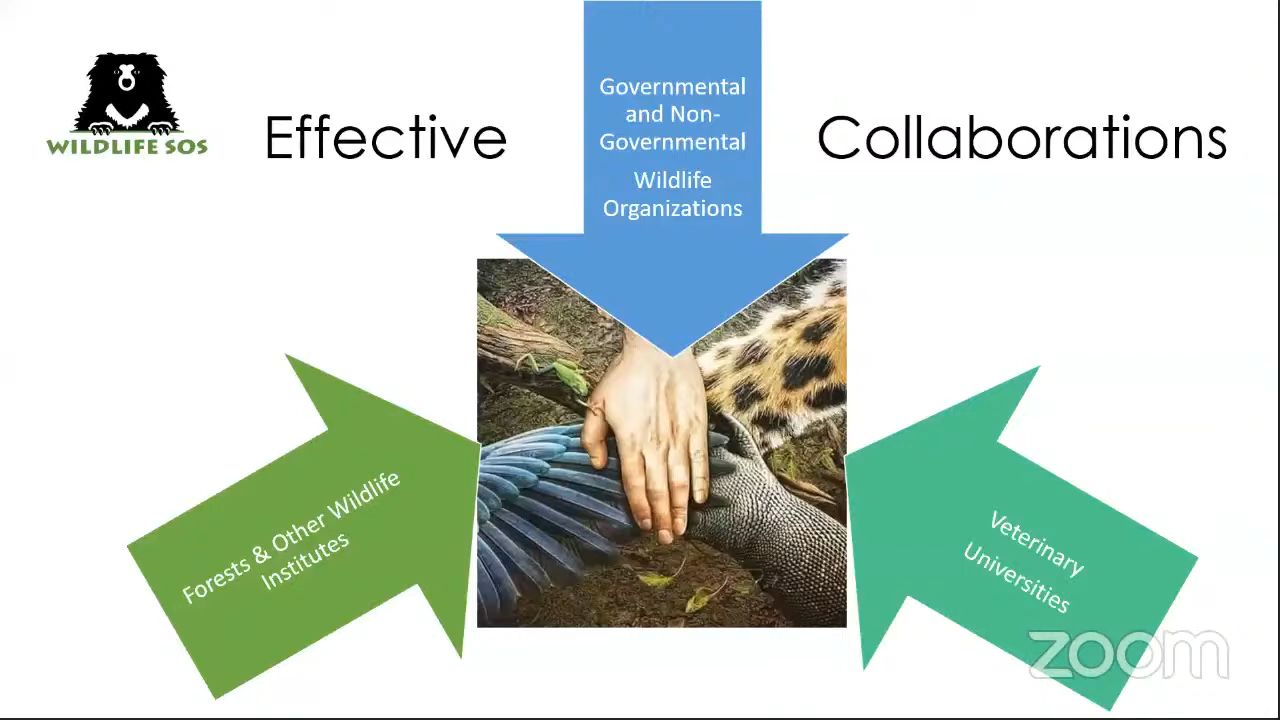 WILDLIFE SOS
Effective
Collaborations
Governmental
and Non-
Governmental
Wildlife
Organizations
Forests & Other Wildlife
Institutes
Veterinary
Universities
zoom